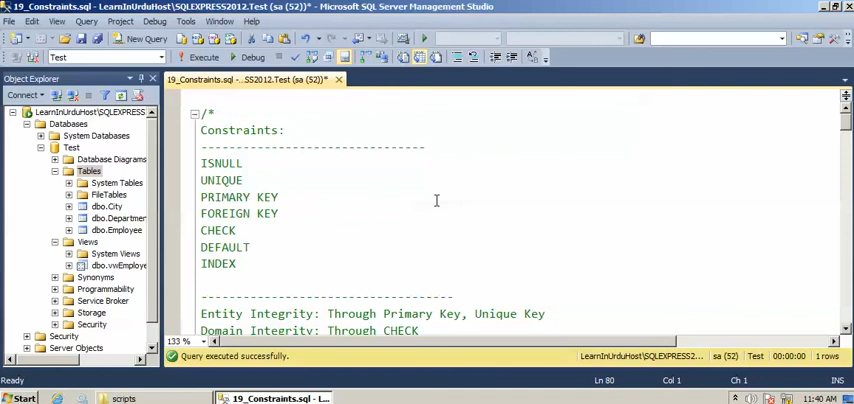 19_Constraints.sql - LearnInUrduHost\SQLEXPRESS2012.Test (sa (52))* - Microsoft SQL Server Management Studio
File Edit View Query Project Debug Tools Window Help
New Query
Test Execute Debug
Object Explorer
Connect
LearnInUrduHost\SQLEXPRESS
Databases
System Databases
Test
Database Diagrams
Tables
System Tables
FileTables
dbo.City
dbo.Departmen
dbo.Employee
Views
System Views
dbo.vwEmploye
Synonyms
Programmability
Service Broker
Storage
Security
Security
Server Objects
19_Constraints.sql -...SS2012.Test (sa (52))*
/*
Constraints:
--------------------------------
ISNULL
UNIQUE
PRIMARY KEY
FOREIGN KEY
CHECK
DEFAULT
INDEX
------------------------------------
Entity Integrity: Through Primary Key, Unique Key
Domain Integrity: Through CHECK
133 %
Query executed successfully. LearnInUrduHost\SQLEXPRESS2... sa (52) Test 00:00:00 1 rows
Ready Ln 80 Col 1 Ch 1 INS
Start scripts 19_Constraints.sql - L... 11:40 AM